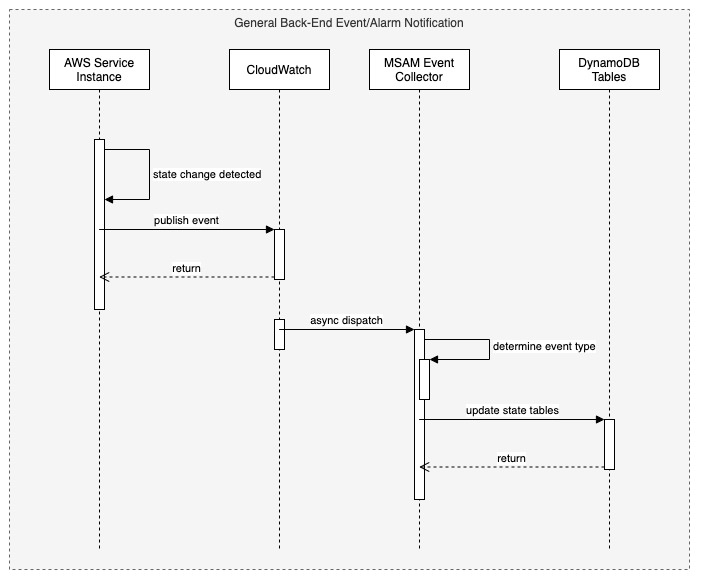 General Back-End Event/Alarm Notification
AWS Service
Instance
CloudWatch
MSAM Event
Collector
DynamoDB
Tables
state change detected
publish event
return
async dispatch
determine event type
update state tables
return